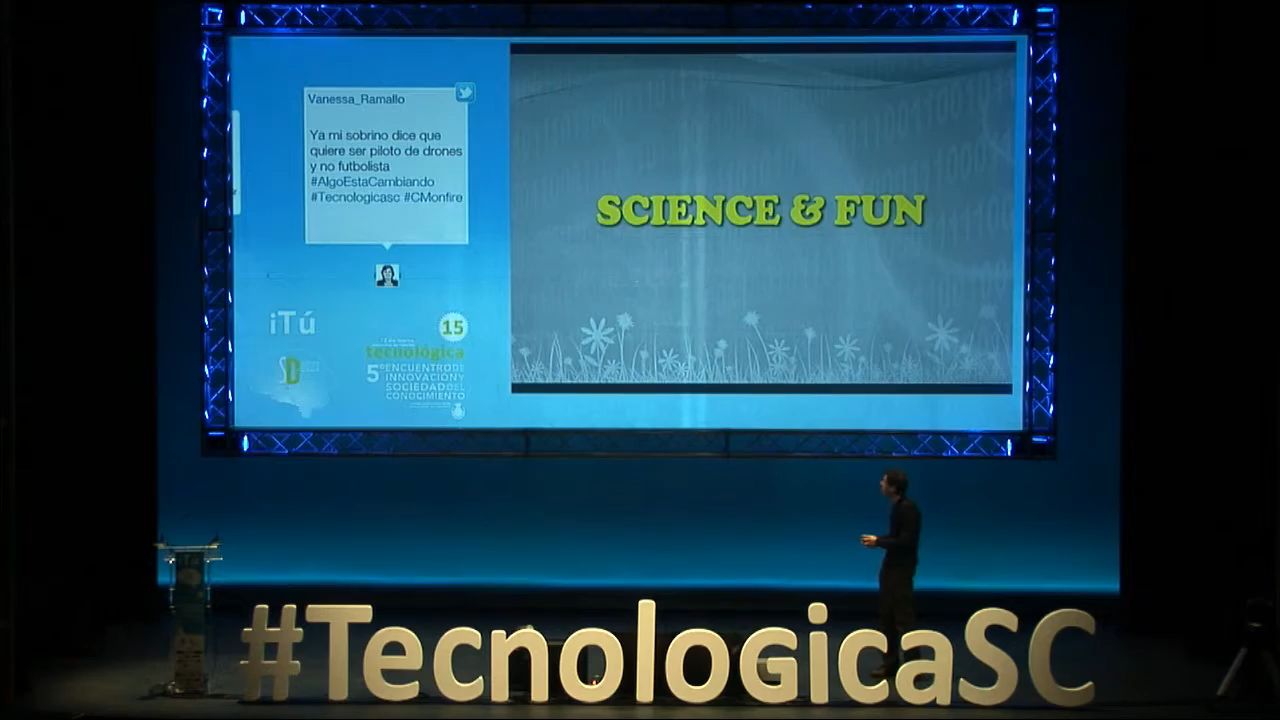 Vanessa_Ramallo
Ya mi sobrino dice que
quiere ser piloto de drones
y no futbolista
#AlgoEstaCambiando
#Tecnologicasc #CMonfire
SCIENCE & FUN
iTú
SD
15
tecnológica
5º ENCUENTRO DE
INNOVACIÓN Y
SOCIEDAD DEL
CONOCIMIENTO
#TecnologicaSC